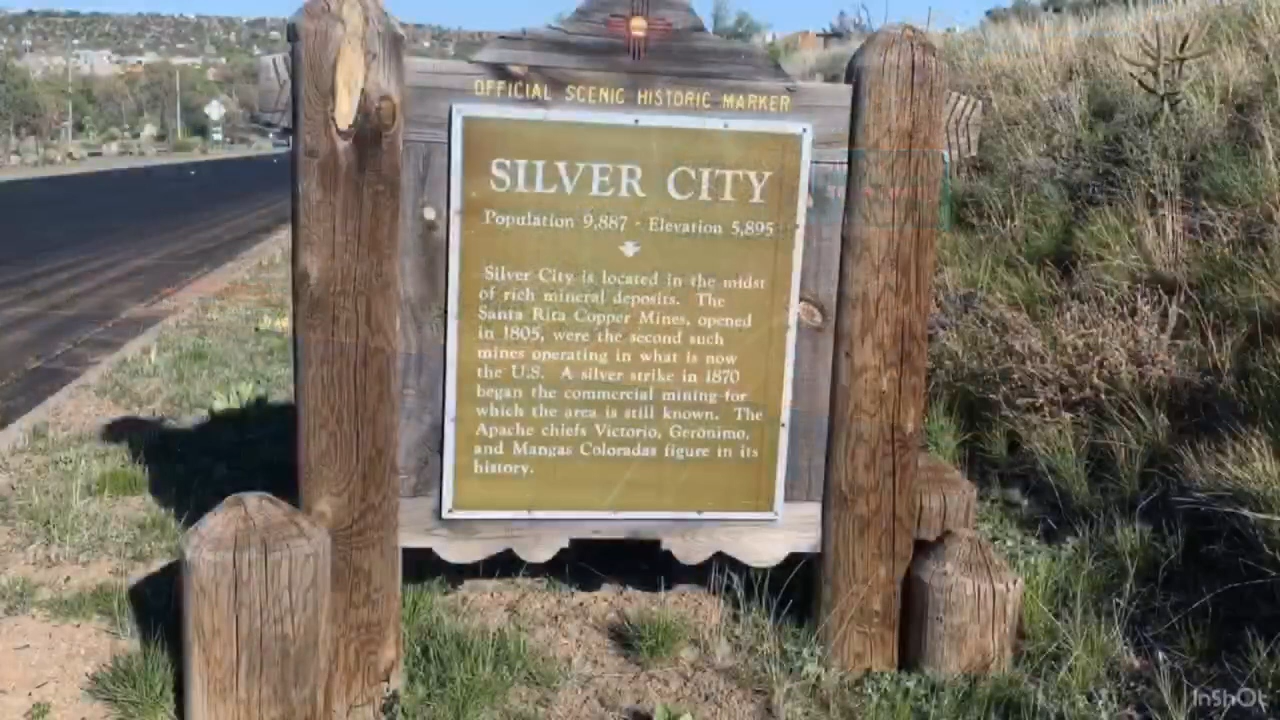 OFFICIAL SCENIC HISTORIC MARKER
SILVER CITY
Population 9,887 - Elevation 5,895
Silver City is located in the midst
of rich mineral deposits. The
Santa Rita Copper Mines, opened
in 1805, were the second such
mines operating in what is now
the U.S. A silver strike in 1870
began the commercial mining for
which the area is still known. The
Apache chiefs Victorio, Geronimo,
and Mangas Coloradas figure in its
history.
InShOt